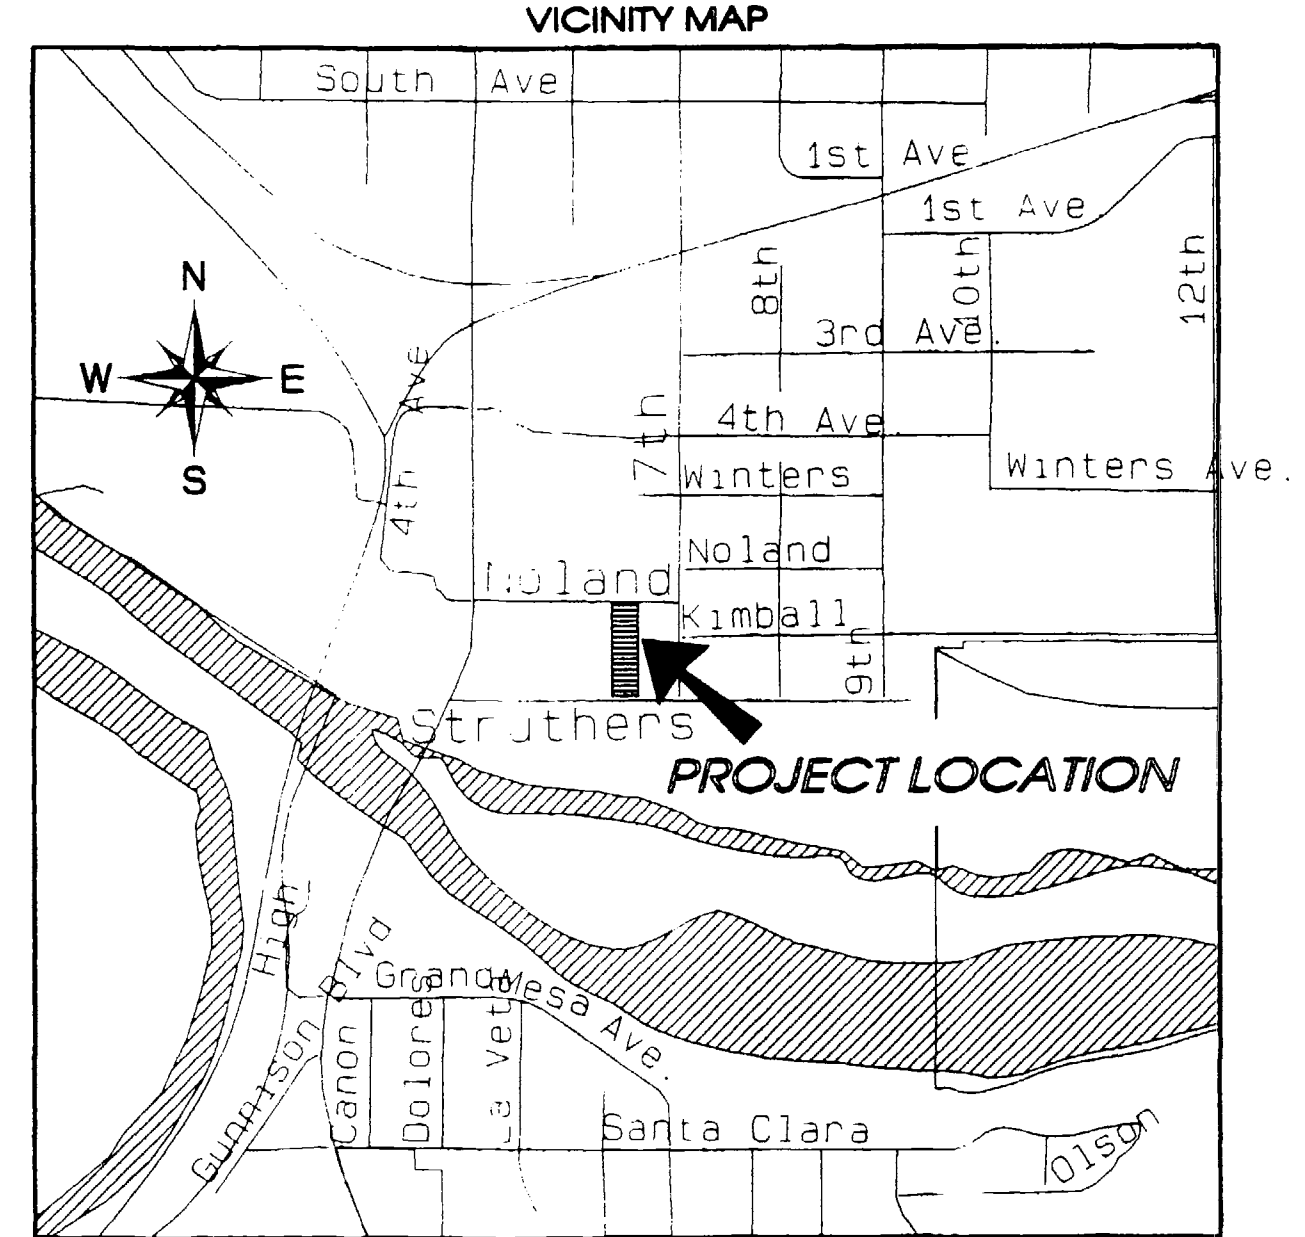 VICINITY MAP
South Ave
1st Ave
1st Ave
8th
10th
12th
3rd Ave.
N
W E
S
4th Ave
7th
4th Ave
Winters
Winters Ave.
Noland
Noland
Kimball
9th
Struthers
PROJECT LOCATION
High
Gunnison Blvd
Grand Mesa Ave.
Canon
Dolores
La Veta
Santa Clara
Olson